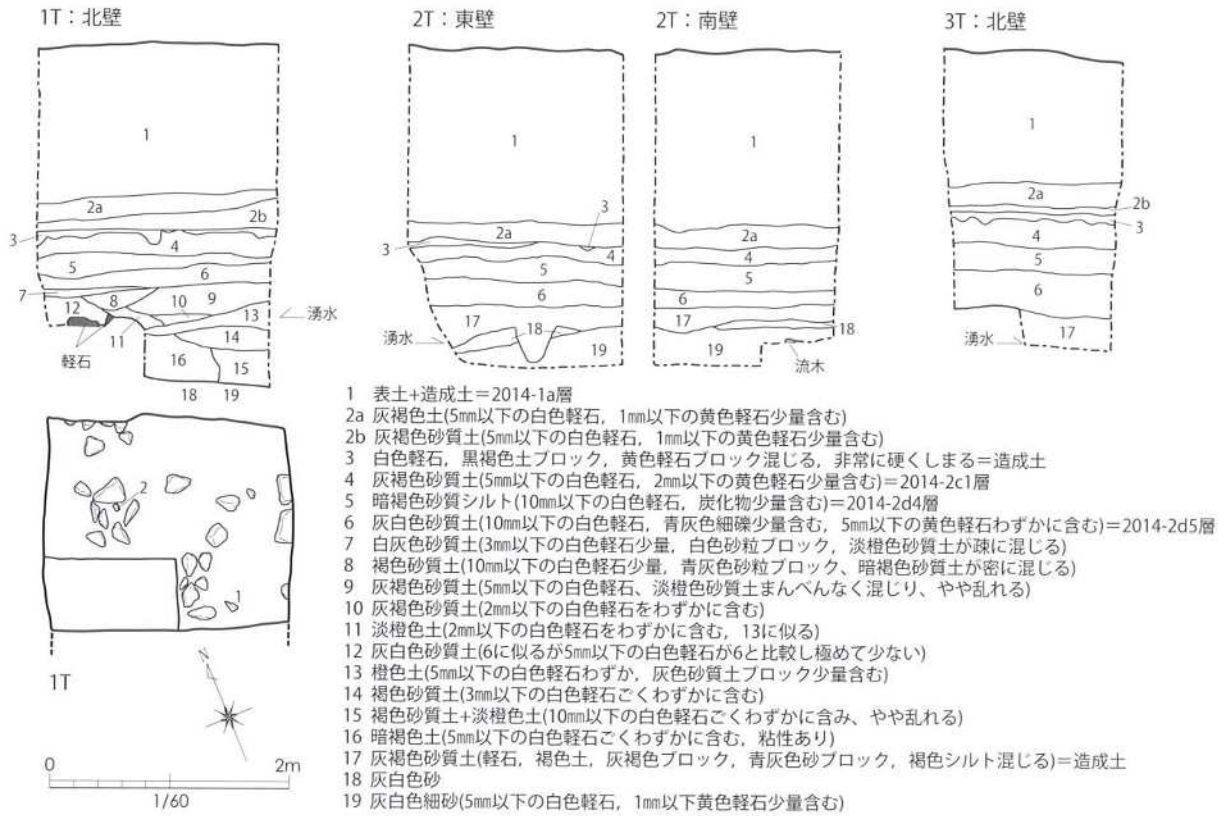 1T：北壁
2T：東壁
2T：南壁
3T：北壁
1
2a
2b
3
4
5
6
7
8
9
10
11
12
13
14
15
16
18
19
軽石
湧水
1
2a
3
3
4
5
6
17
18
19
湧水
1
2a
4
5
6
17
18
19
流木
1
2a
2b
3
4
5
6
17
湧水
2
1
1T
N
0 2m
1/60
1 表土+造成土＝2014-1a層
2a 灰褐色土(5㎜以下の白色軽石，1㎜以下の黄色軽石少量含む)
2b 灰褐色砂質土(5㎜以下の白色軽石，1㎜以下の黄色軽石少量含む)
3 白色軽石，黒褐色土ブロック，黄色軽石ブロック混じる，非常に硬くしまる＝造成土
4 灰褐色砂質土(5㎜以下の白色軽石，2㎜以下の黄色軽石少量含む)＝2014-2c1層
5 暗褐色砂質シルト(10㎜以下の白色軽石，炭化物少量含む)＝2014-2d4層
6 灰白色砂質土(10㎜以下の白色軽石，青灰色細礫少量含む，5㎜以下の黄色軽石わずかに含む)＝2014-2d5層
7 白灰色砂質土(3㎜以下の白色軽石少量，白色砂粒ブロック，淡橙色砂質土が疎に混じる)
8 褐色砂質土(10㎜以下の白色軽石少量，青灰色砂粒ブロック、暗褐色砂質土が密に混じる)
9 灰褐色砂質土(5㎜以下の白色軽石、淡橙色砂質土まんべんなく混じり、やや乱れる)
10 灰褐色砂質土(2㎜以下の白色軽石をわずかに含む)
11 淡橙色土(2㎜以下の白色軽石をわずかに含む，13に似る)
12 灰白色砂質土(6に似るが5㎜以下の白色軽石が6と比較し極めて少ない)
13 橙色土(5㎜以下の白色軽石わずか，灰色砂質土ブロック少量含む)
14 褐色砂質土(3㎜以下の白色軽石ごくわずかに含む)
15 褐色砂質土+淡橙色土(10㎜以下の白色軽石ごくわずかに含み、やや乱れる)
16 暗褐色土(5㎜以下の白色軽石ごくわずかに含む，粘性あり)
17 灰褐色砂質土(軽石，褐色土，灰褐色ブロック，青灰色砂ブロック，褐色シルト混じる)＝造成土
18 灰白色砂
19 灰白色細砂(5㎜以下の白色軽石，1㎜以下黄色軽石少量含む)